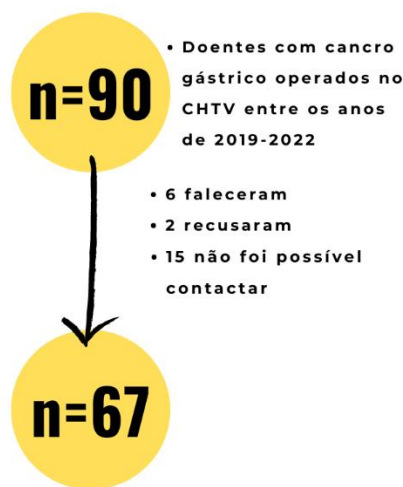 n=90
• Doentes com cancro
gástrico operados no
CHTV entre os anos
de 2019-2022
• 6 faleceram
• 2 recusaram
• 15 não foi possível
contactar
n=67